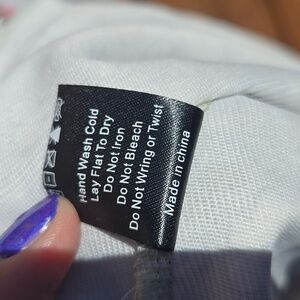 Hand Wash Cold
Lay Flat To Dry
Do Not Iron
Do Not Bleach
Do Not Wring or Twist
Made in china